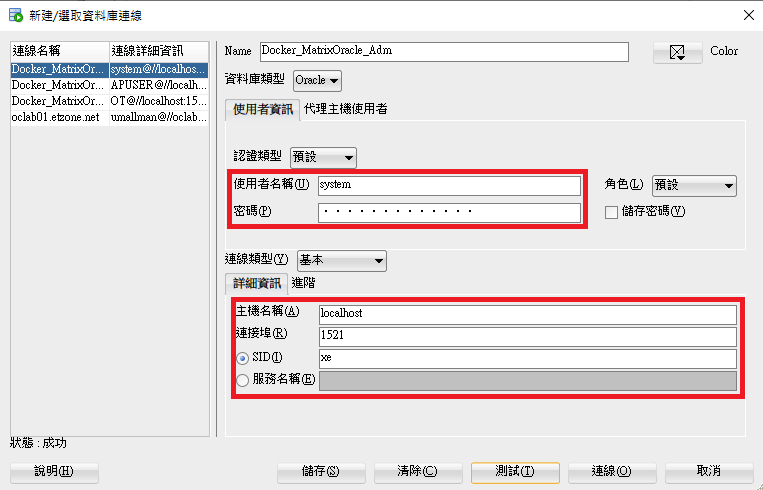 新建/選取資料庫連線
連線名稱 連線詳細資訊
Docker_MatrixOr... system@//localhos...
Docker_MatrixOr... APUSER@//localh...
Docker_MatrixOr... OT@//localhost:15...
oclab01.etzone.net umallman@//oclab...
Name Docker_MatrixOracle_Adm Color
資料庫類型 Oracle
使用者資訊 代理主機使用者
認證類型 預設
使用者名稱(U) system 角色(L) 預設
密碼(P) ・・・・・・・・・・・・・ 儲存密碼(V)
連線類型(Y) 基本
詳細資訊 進階
主機名稱(A) localhost
連接埠(R) 1521
SID(I) xe
服務名稱(E)
狀態 : 成功
說明(H) 儲存(S) 清除(C) 測試(T) 連線(O) 取消